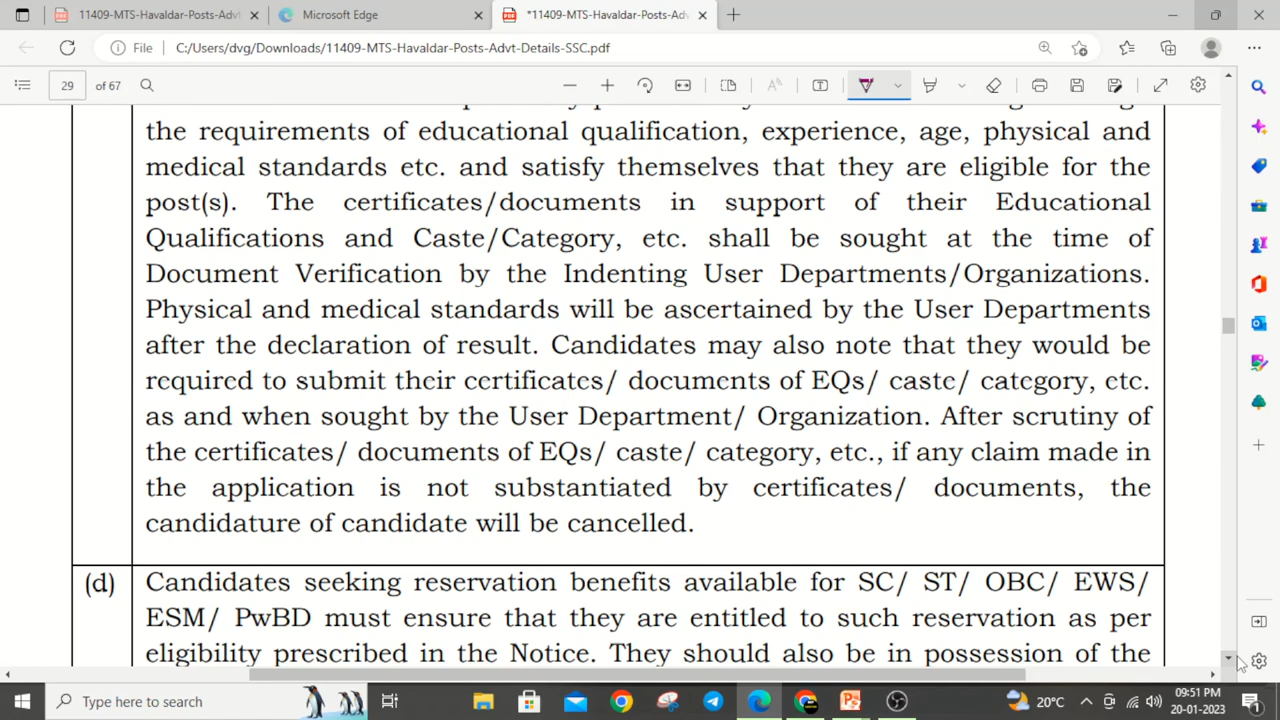 11409-MTS-Havaldar-Posts-Advt
Microsoft Edge
*11409-MTS-Havaldar-Posts-Adv
File
C:/Users/dvg/Downloads/11409-MTS-Havaldar-Posts-Advt-Details-SSC.pdf
29 of 67
the requirements of educational qualification, experience, age, physical and
medical standards etc. and satisfy themselves that they are eligible for the
post(s). The certificates/documents in support of their Educational
Qualifications and Caste/Category, etc. shall be sought at the time of
Document Verification by the Indenting User Departments/Organizations.
Physical and medical standards will be ascertained by the User Departments
after the declaration of result. Candidates may also note that they would be
required to submit their certificates/ documents of EQs/ caste/ category, etc.
as and when sought by the User Department/ Organization. After scrutiny of
the certificates/ documents of EQs/ caste/ category, etc., if any claim made in
the application is not substantiated by certificates/ documents, the
candidature of candidate will be cancelled.
(d) Candidates seeking reservation benefits available for SC/ ST/ OBC/ EWS/
ESM/ PwBD must ensure that they are entitled to such reservation as per
eligibility prescribed in the Notice. They should also be in possession of the
Type here to search
20°C
09:51 PM
20-01-2023
1